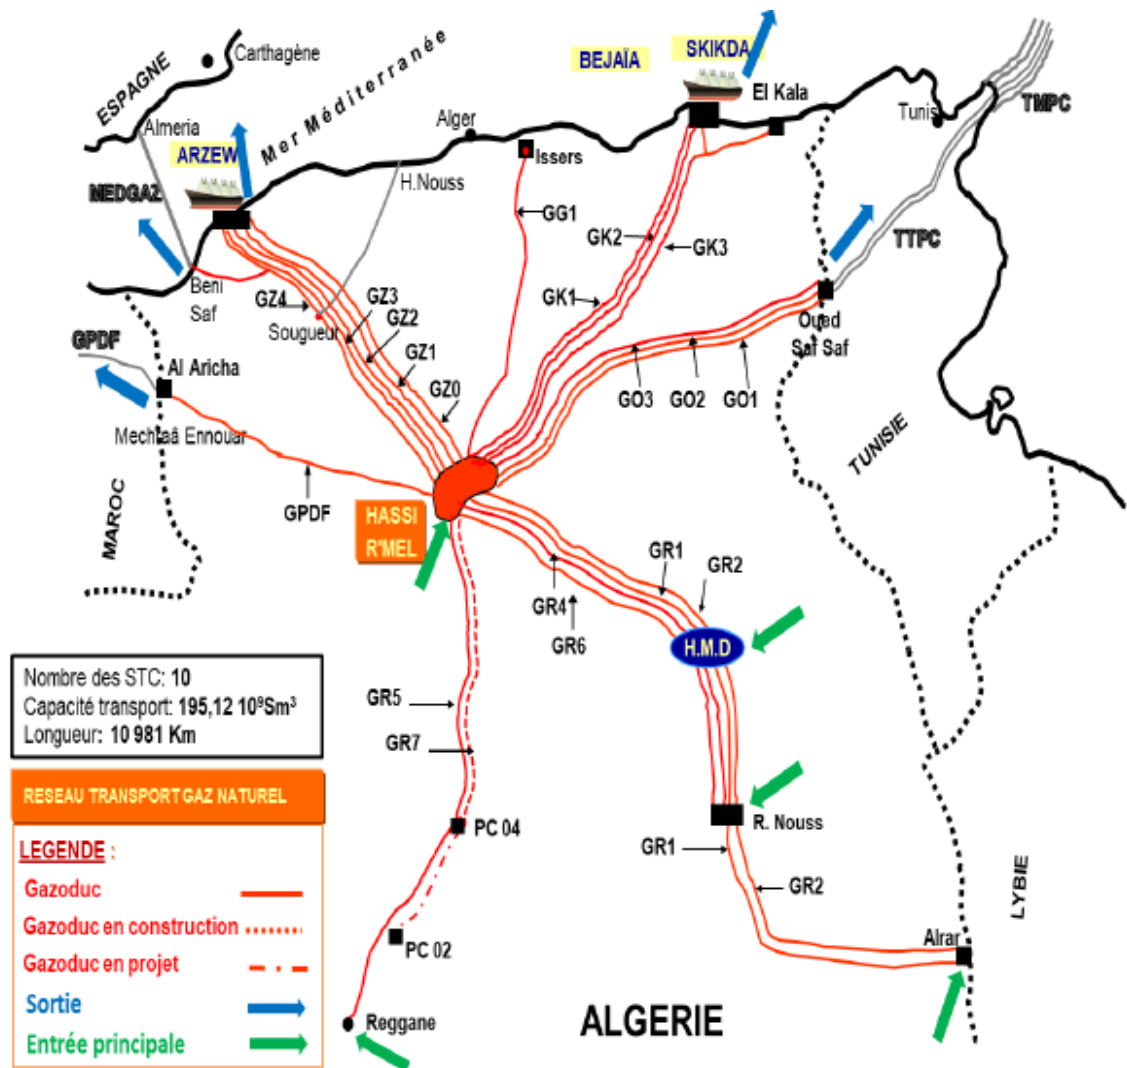 ESPAGNE
Carthagène
Mer Méditerranée
BEJAÏA
SKIKDA
El Kala
Almeria
Alger
Tunis
TMPC
ARZEW
Issers
H.Nouss
MEDGAZ
GG1
GK2
GK3
TTPC
Beni
Saf
GZ4
GZ3
GK1
Sougueur
GZ2
Oued
Saf Saf
GPDF
GZ1
Al Aricha
GZ0
GO3
GO2
GO1
Mechraâ Ennouar
TUNISIE
MAROC
GPDF
HASSI
R'MEL
GR1
GR2
GR4
GR6
H.M.D
Nombre des STC: 10
Capacité transport: 195,12 10⁹Sm³
Longueur: 10 981 Km
GR5
GR7
RESEAU TRANSPORT GAZ NATUREL
PC 04
R. Nouss
GR1
GR2
LEGENDE :
Gazoduc
Gazoduc en construction
Gazoduc en projet
Sortie
Entrée principale
PC 02
Alrar
LYBIE
Reggane
ALGERIE